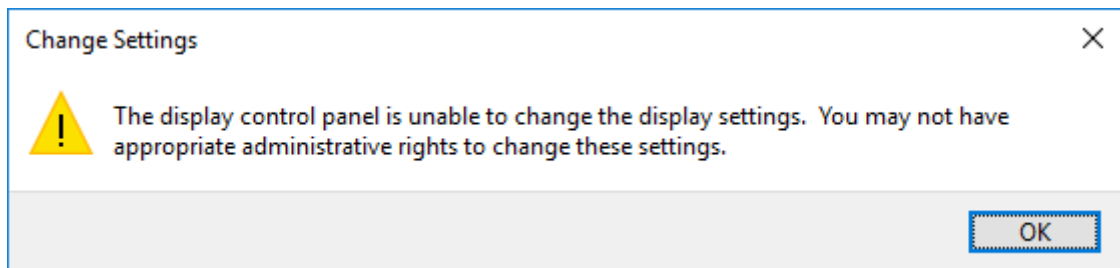 Change Settings
The display control panel is unable to change the display settings.  You may not have
appropriate administrative rights to change these settings.
OK